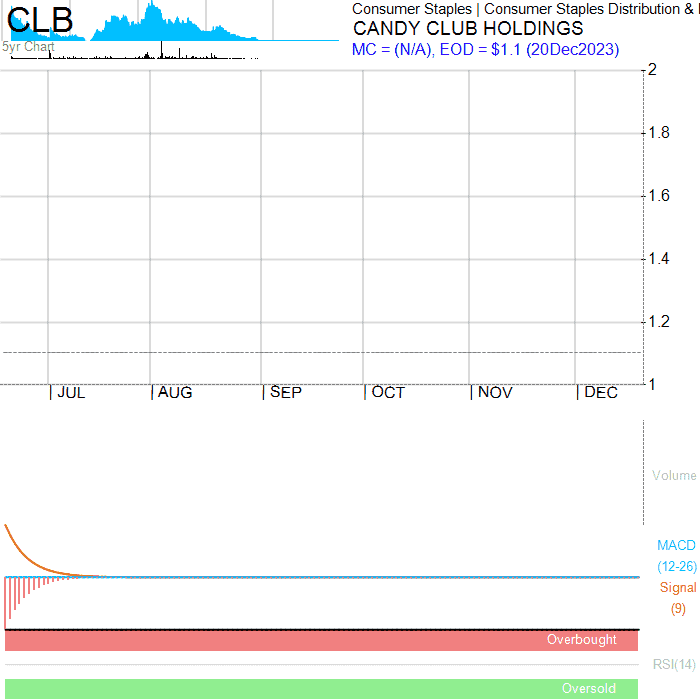 CLB
5yr Chart
Consumer Staples | Consumer Staples Distribution &
CANDY CLUB HOLDINGS
MC = (N/A), EOD = $1.1 (20Dec2023)
2
1.8
1.6
1.4
1.2
1
| JUL | AUG | SEP | OCT | NOV | DEC
Volume
MACD
(12-26)
Signal
(9)
Overbought
RSI(14)
Oversold